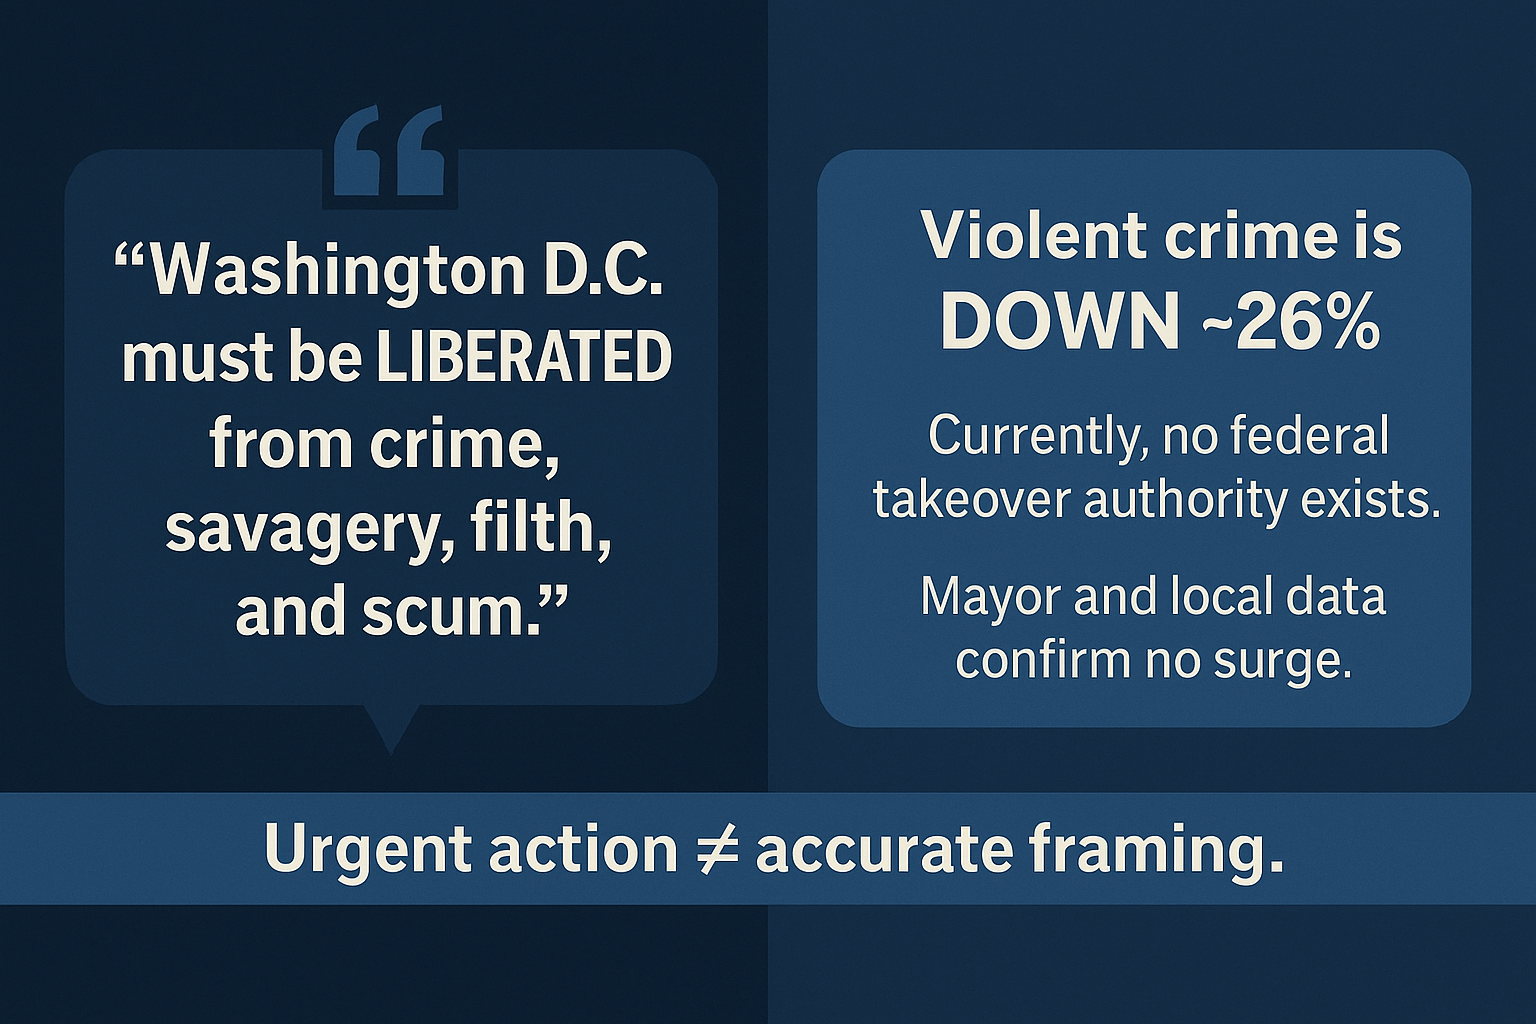 “Washington D.C.
must be LIBERATED
from crime,
savagery, filth,
and scum.”
Violent crime is
DOWN ~26%
Currently, no federal
takeover authority exists.
Mayor and local data
confirm no surge.
Urgent action ≠ accurate framing.